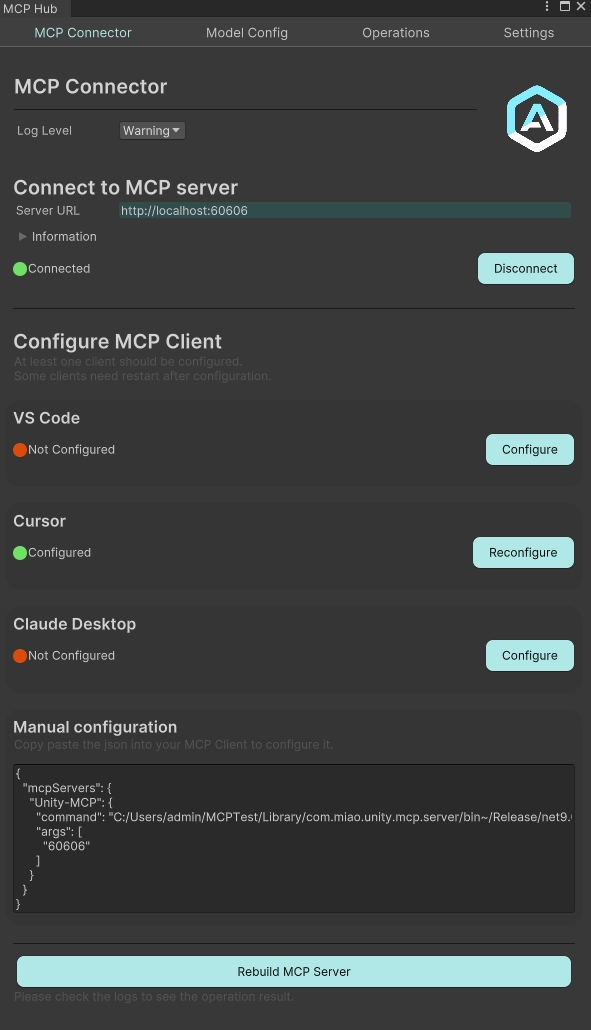 MCP Hub
MCP Connector Model Config Operations Settings
MCP Connector
Log Level Warning
Connect to MCP server
Server URL http://localhost:60606
Information
Connected Disconnect
Configure MCP Client
At least one client should be configured.
Some clients need restart after configuration.
VS Code
Not Configured Configure
Cursor
Configured Reconfigure
Claude Desktop
Not Configured Configure
Manual configuration
Copy paste the json into your MCP Client to configure it.
{
"mcpServers": {
"Unity-MCP": {
"command": "C:/Users/admin/MCPTest/Library/com.miao.unity.mcp.server/bin~/Release/net9.
"args": [
"60606"
]
}
}
}
Rebuild MCP Server
Please check the logs to see the operation result.